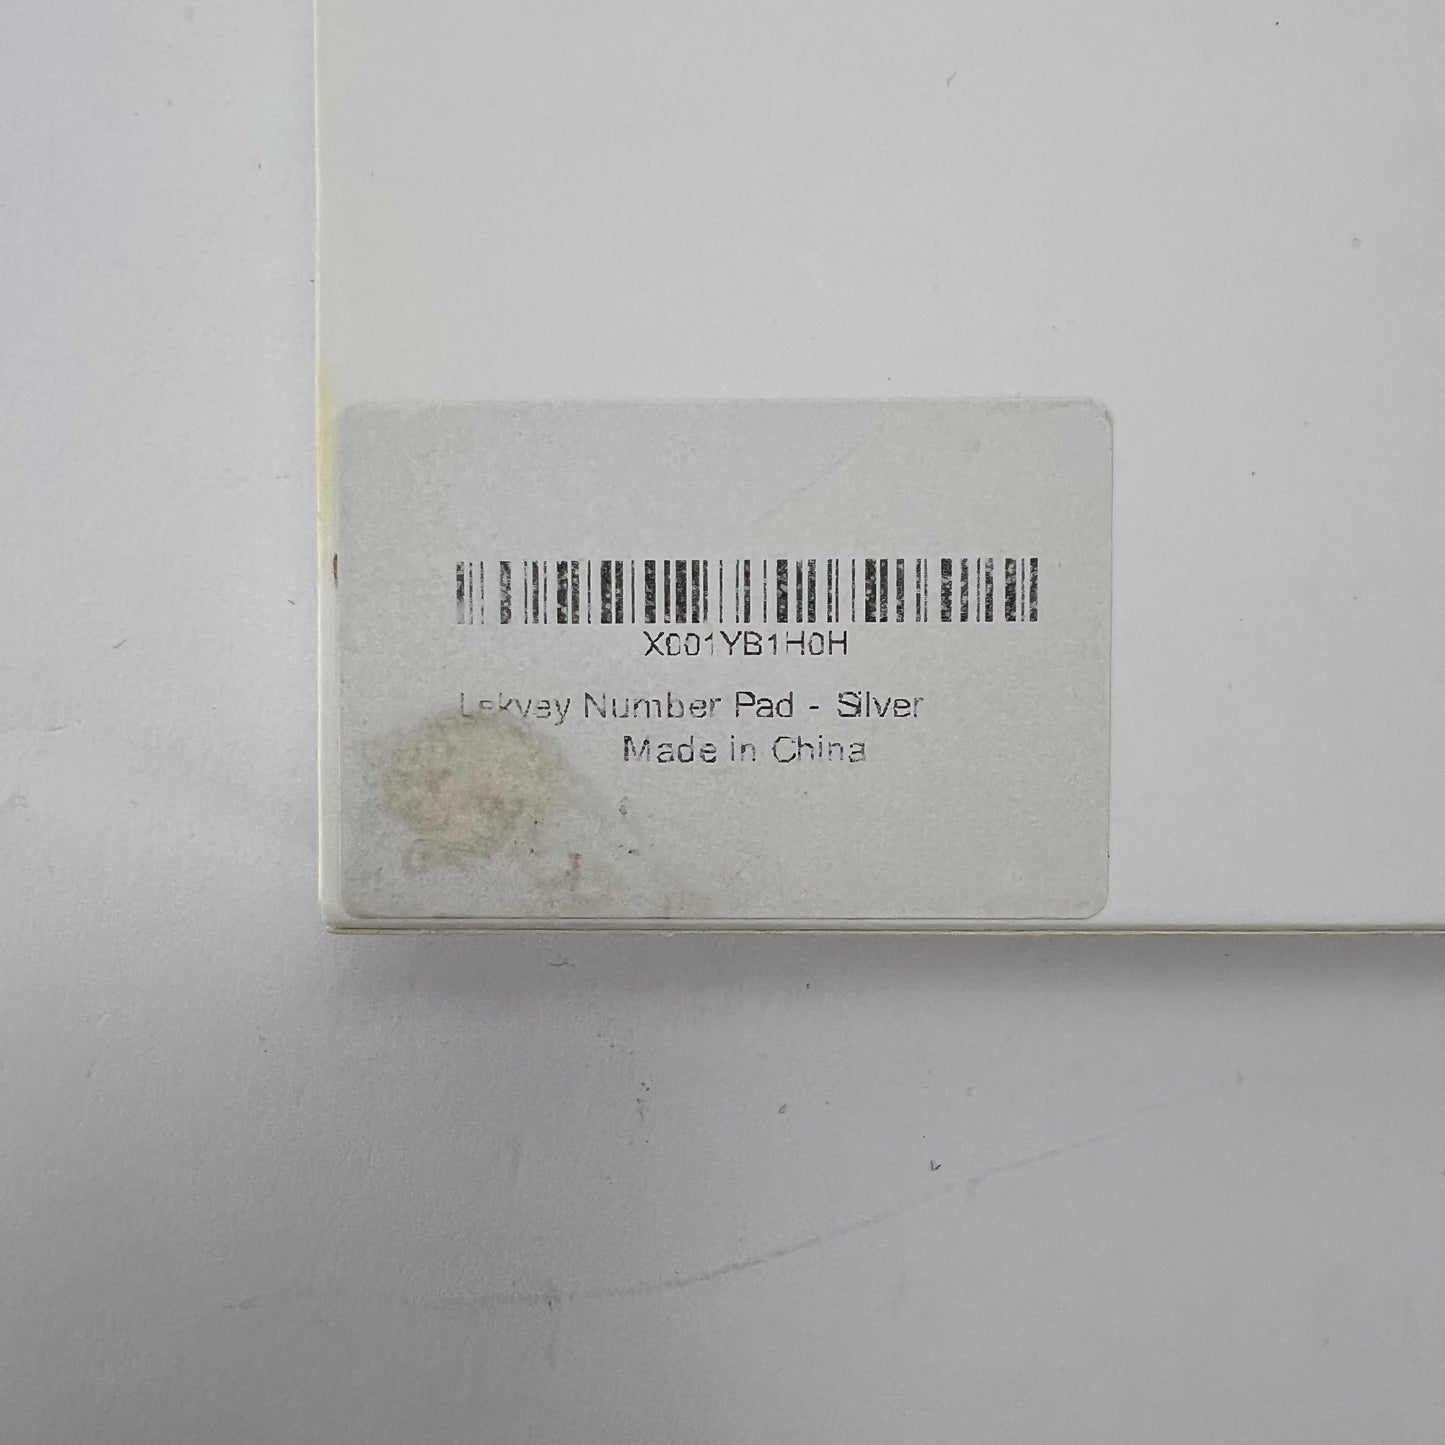 X001YB1H0H
Lekvey Number Pad - Silver
Made in China